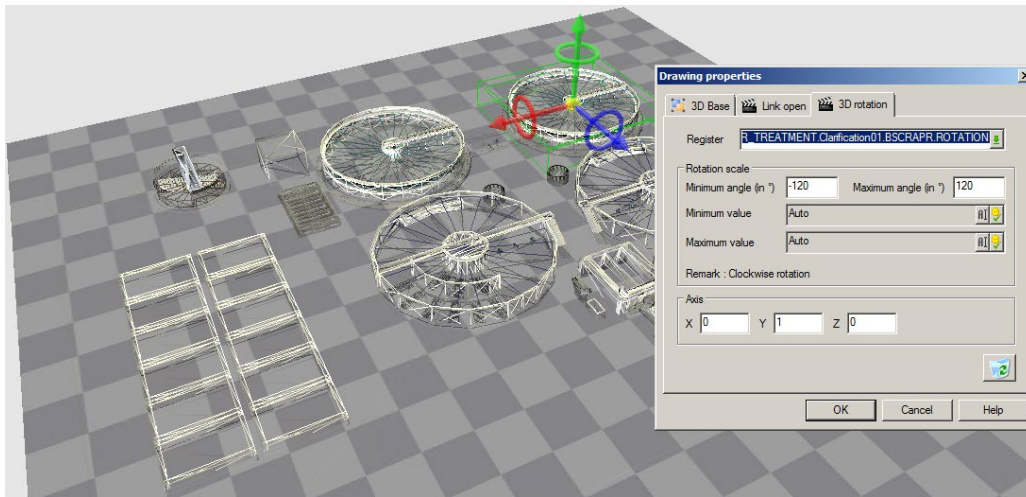 Drawing properties
3D Base Link open 3D rotation
Register R_TREATMENT.Clarification01.BSCRAPR.ROTATION
Rotation scale
Minimum angle (in °) -120 Maximum angle (in °) 120
Minimum value Auto AI
Maximum value Auto AI
Remark : Clockwise rotation
Axis
X 0 Y 1 Z 0
OK Cancel Help